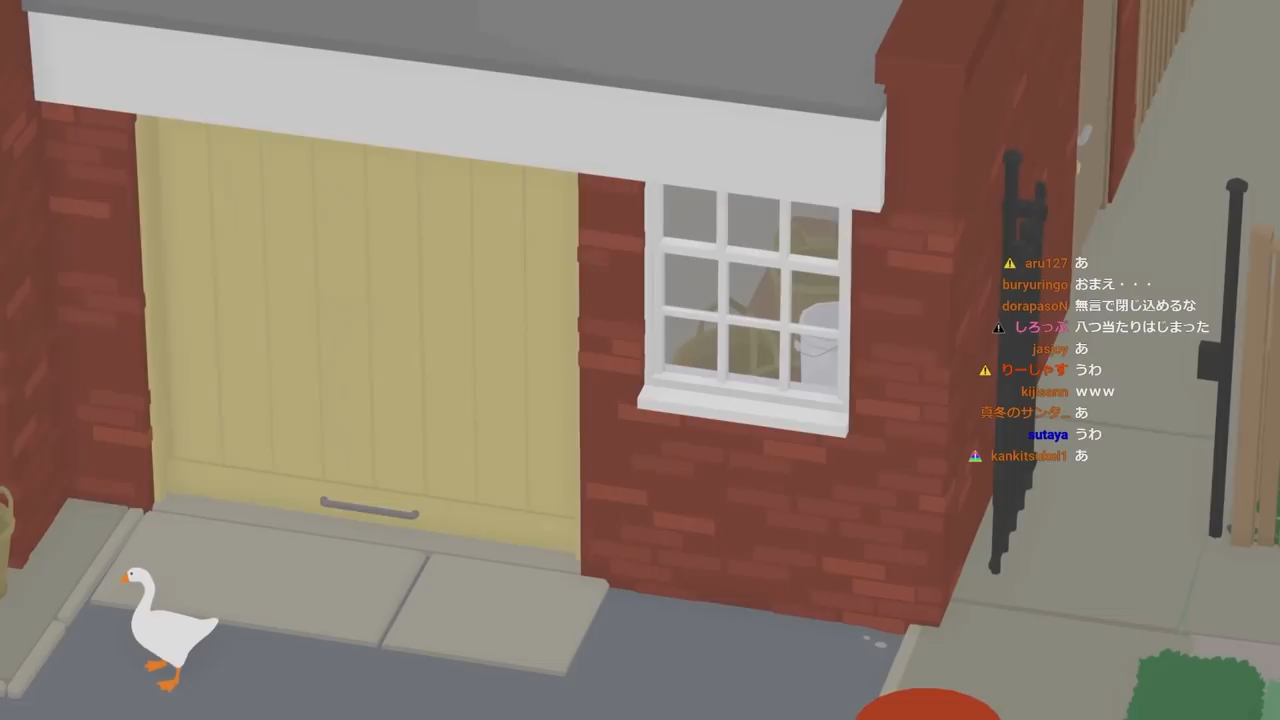 aru127 あ
buryuringo おまえ・・・
dorapasoN 無言で閉じ込めるな
しろっぷ 八つ当たりはじまった
jasjoy あ
りーしゃす うわ
kijisann ｗｗｗ
真冬のサンタ... あ
sutaya うわ
あ